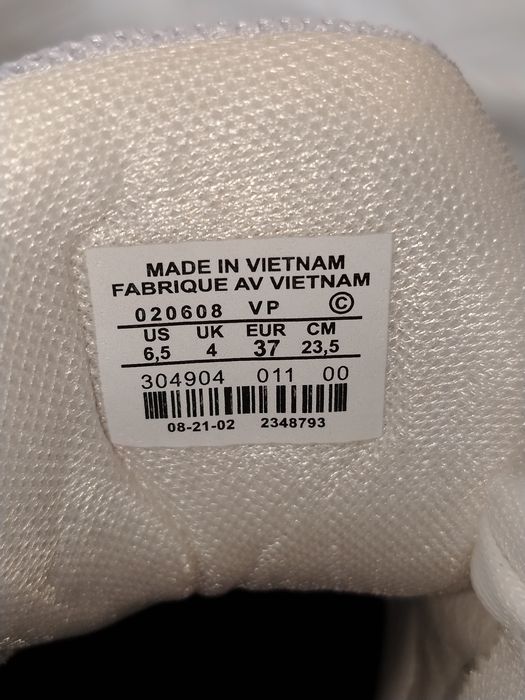 MADE IN VIETNAM
FABRIQUE AV VIETNAM
020608 VP ©
US UK EUR CM
6,5 4 37 23,5
304904 011 00
08-21-02 2348793